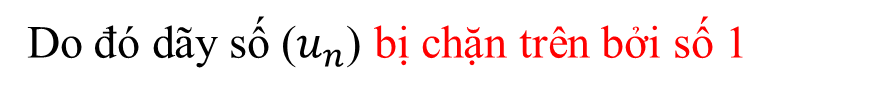 Do đó dãy số (uₙ) bị chặn trên bởi số 1